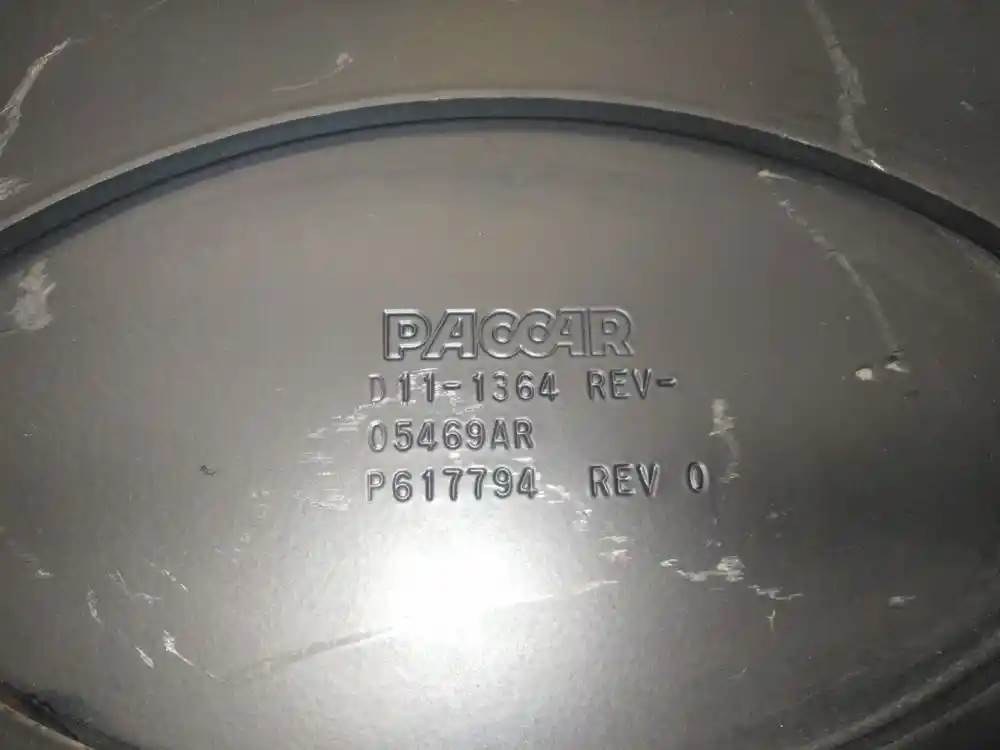 PACCAR
D11-1364 REV-
05469AR
P617794 REV 0